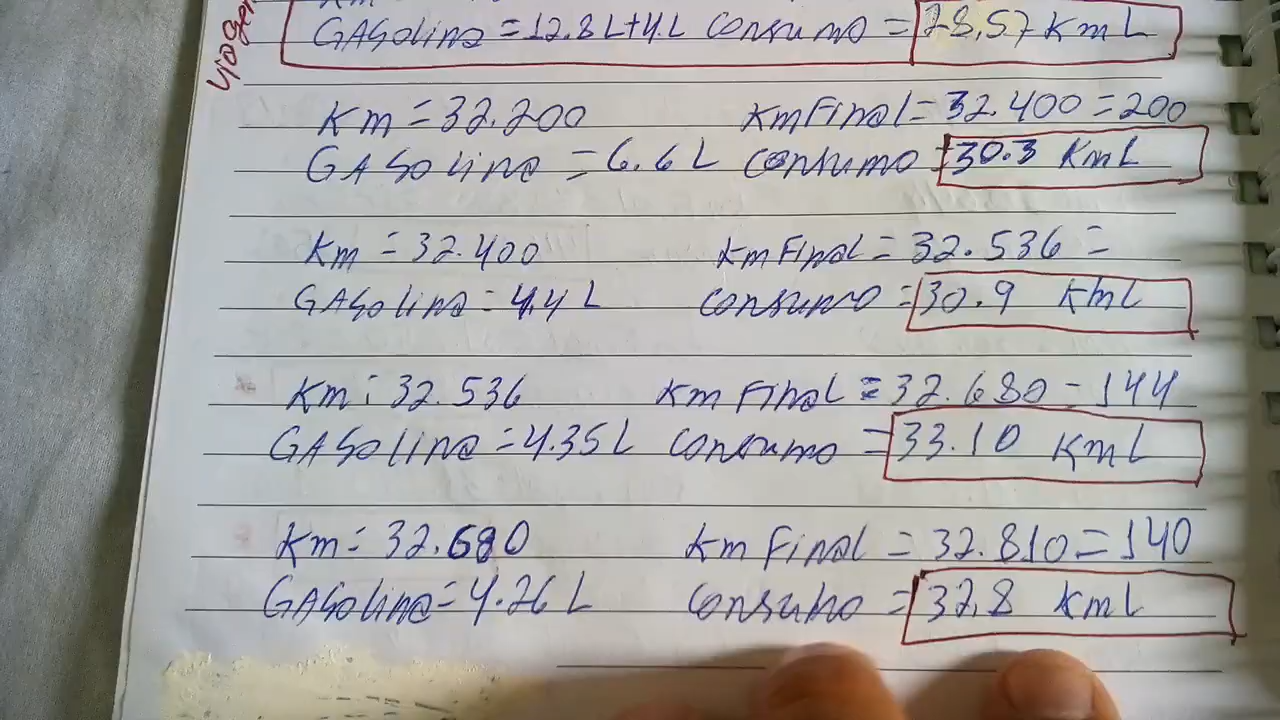 Viagem
GASolina = 12.8 L+4.L Consumo = 28,57 KmL
Km = 32.200 Km Final = 32.400 = 200
GASolina = 6.6 L Consumo = 30.3 KmL
Km = 32.400 Km Final = 32.536 =
GASolina = 4.4 L Consumo = 30.9 KmL
Km : 32.536 Km Final = 32.680 = 144
GASolina = 4.35 L Consumo = 33.10 KmL
Km = 32.680 Km Final = 32.810 = 140
GASolina = 4.26 L Consumo = 32,8 KmL